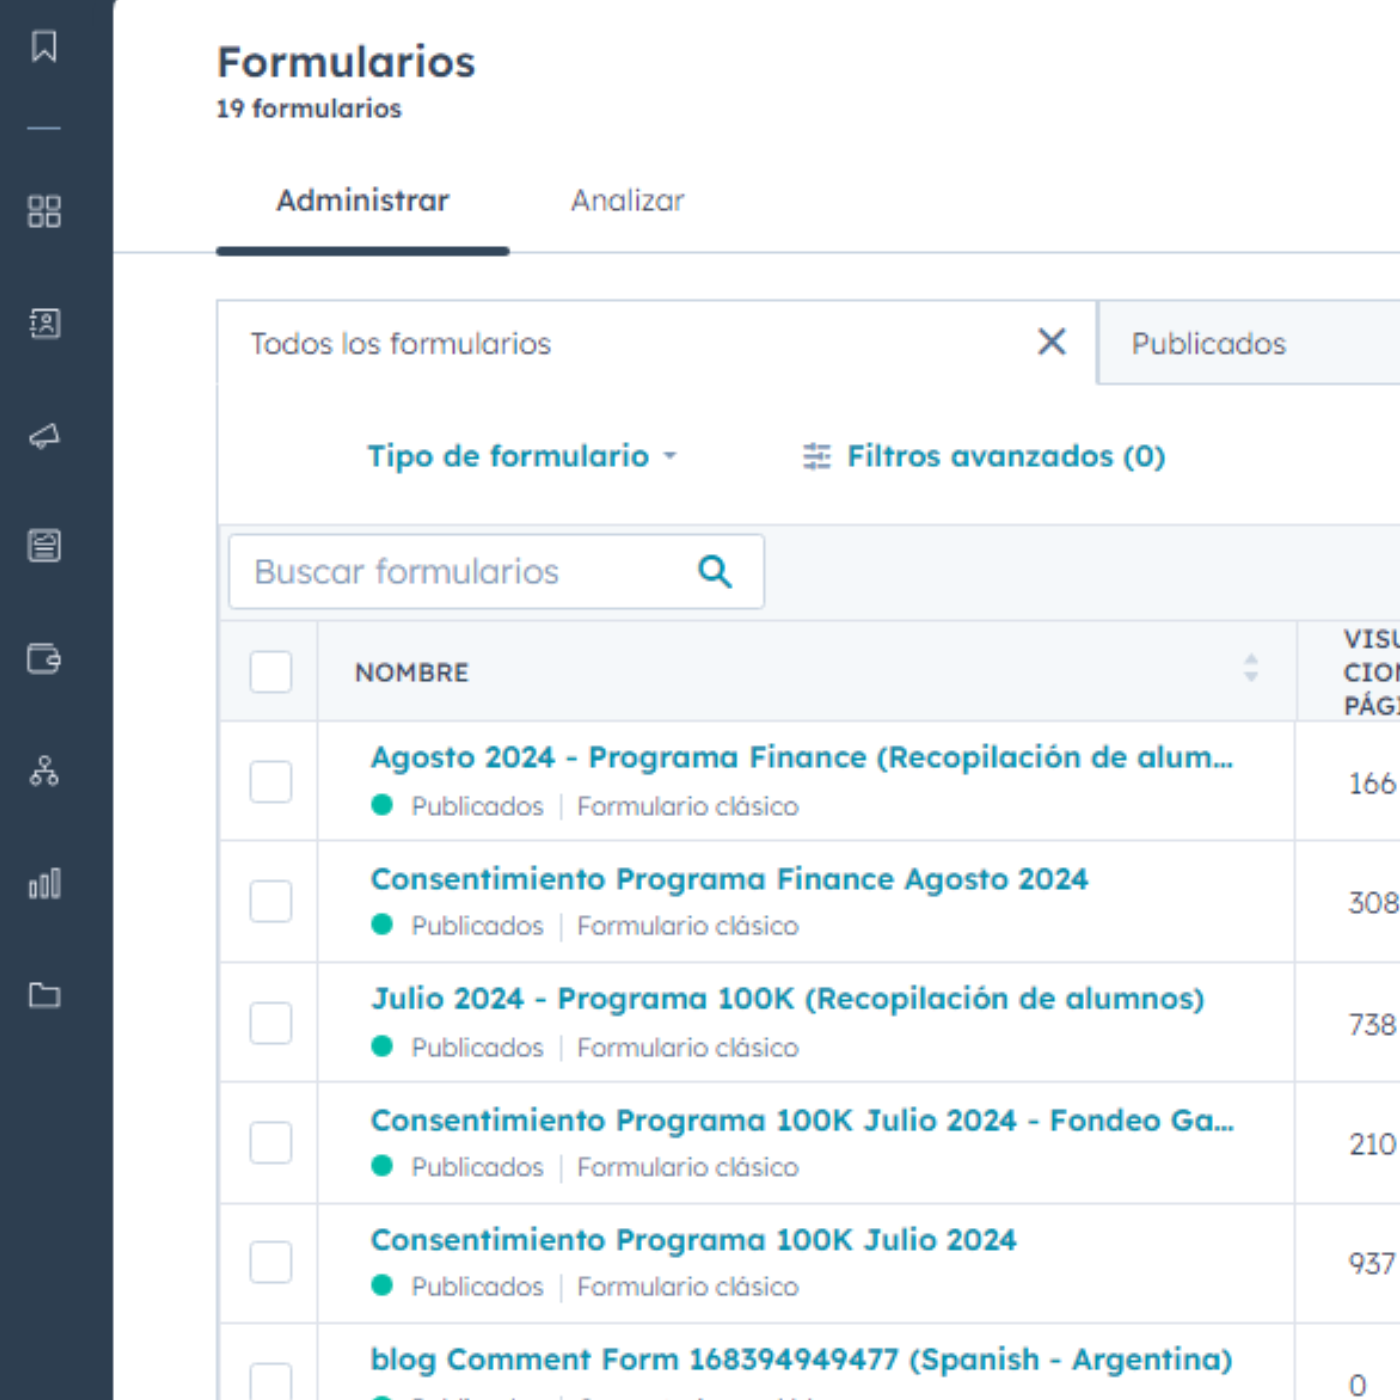 Formularios
19 formularios
Administrar
Analizar
Todos los formularios
Publicados
Tipo de formulario
Filtros avanzados (0)
Buscar formularios
NOMBRE
Agosto 2024 - Programa Finance (Recopilación de alum...
Publicados | Formulario clásico
166
Consentimiento Programa Finance Agosto 2024
Publicados | Formulario clásico
308
Julio 2024 - Programa 100K (Recopilación de alumnos)
Publicados | Formulario clásico
738
Consentimiento Programa 100K Julio 2024 - Fondeo Ga...
Publicados | Formulario clásico
210
Consentimiento Programa 100K Julio 2024
Publicados | Formulario clásico
937
blog Comment Form 168394949477 (Spanish - Argentina)
0